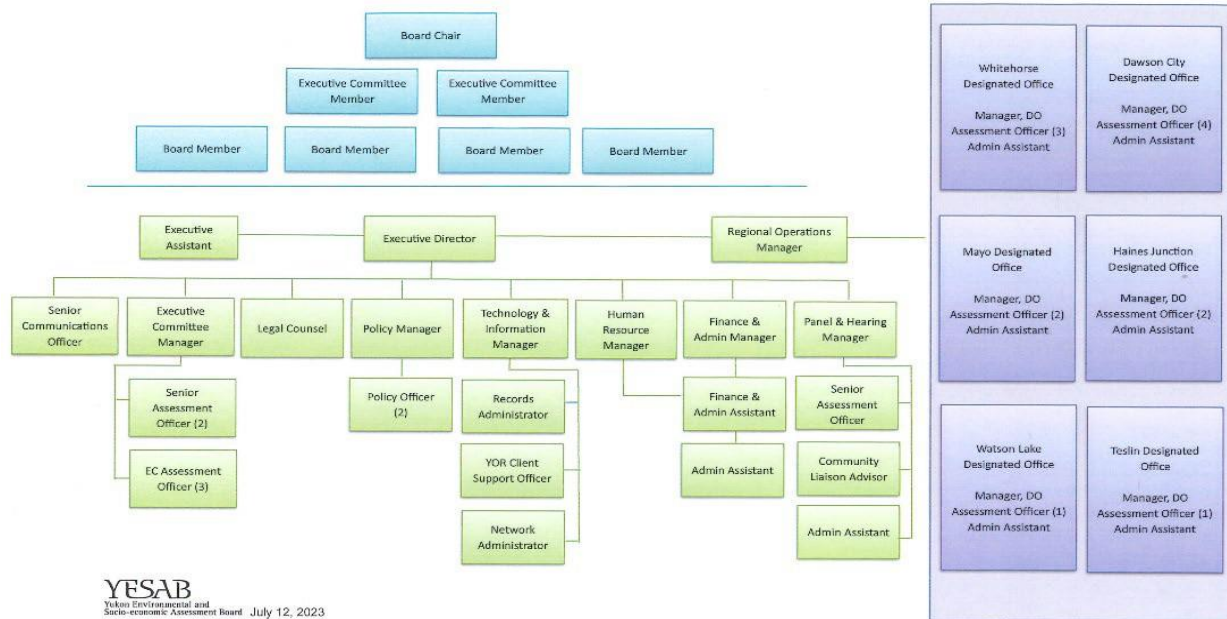 Board Chair
Executive Committee
Member
Executive Committee
Member
Board Member
Board Member
Board Member
Board Member
Executive
Assistant
Executive Director
Regional Operations
Manager
Senior
Communications
Officer
Executive
Committee
Manager
Legal Counsel
Policy Manager
Technology &
Information
Manager
Human
Resource
Manager
Finance &
Admin Manager
Panel & Hearing
Manager
Senior
Assessment
Officer (2)
EC Assessment
Officer (3)
Policy Officer
(2)
Records
Administrator
YOR Client
Support Officer
Network
Administrator
Finance &
Admin Assistant
Admin Assistant
Senior
Assessment
Officer
Community
Liaison Advisor
Admin Assistant
Whitehorse
Designated Office
Manager, DO
Assessment Officer (3)
Admin Assistant
Dawson City
Designated Office
Manager, DO
Assessment Officer (4)
Admin Assistant
Mayo Designated
Office
Manager, DO
Assessment Officer (2)
Admin Assistant
Haines Junction
Designated Office
Manager, DO
Assessment Officer (2)
Admin Assistant
Watson Lake
Designated Office
Manager, DO
Assessment Officer (1)
Admin Assistant
Teslin Designated
Office
Manager, DO
Assessment Officer (1)
Admin Assistant
YESAB
Yukon Environmental and
Socio-economic Assessment Board July 12, 2023